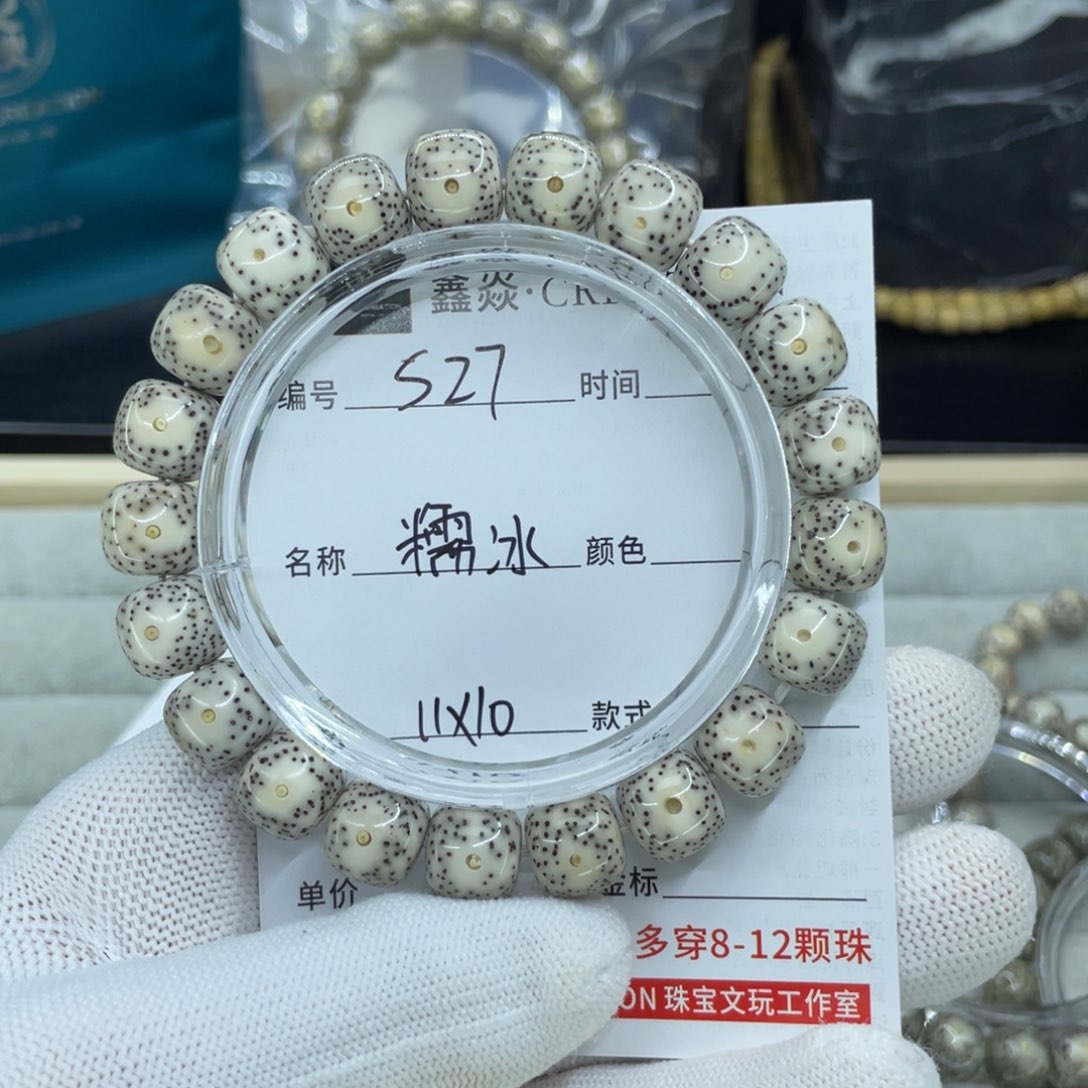 鑫焱·CRE
编号 S27 时间
名称 糯冰 颜色
11X10 款式
单价 金标
多穿8-12颗珠
ON 珠宝文玩工作室